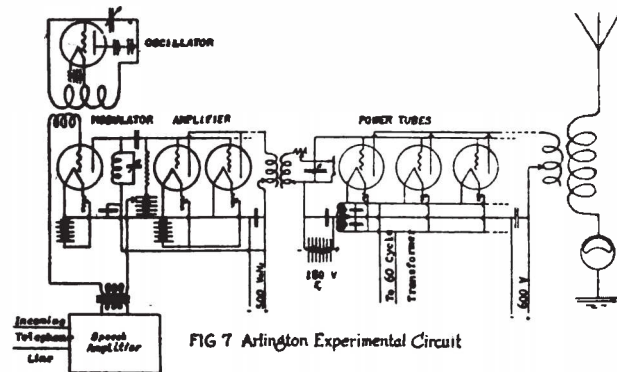 OSCILLATOR
MODULATOR AMPLIFIER
POWER TUBES
500 Volts
180 V
To 60 Cycle
Transformer
600 V
Incoming
Telephone
Line
Speech
Amplifier
FIG 7 Arlington Experimental Circuit